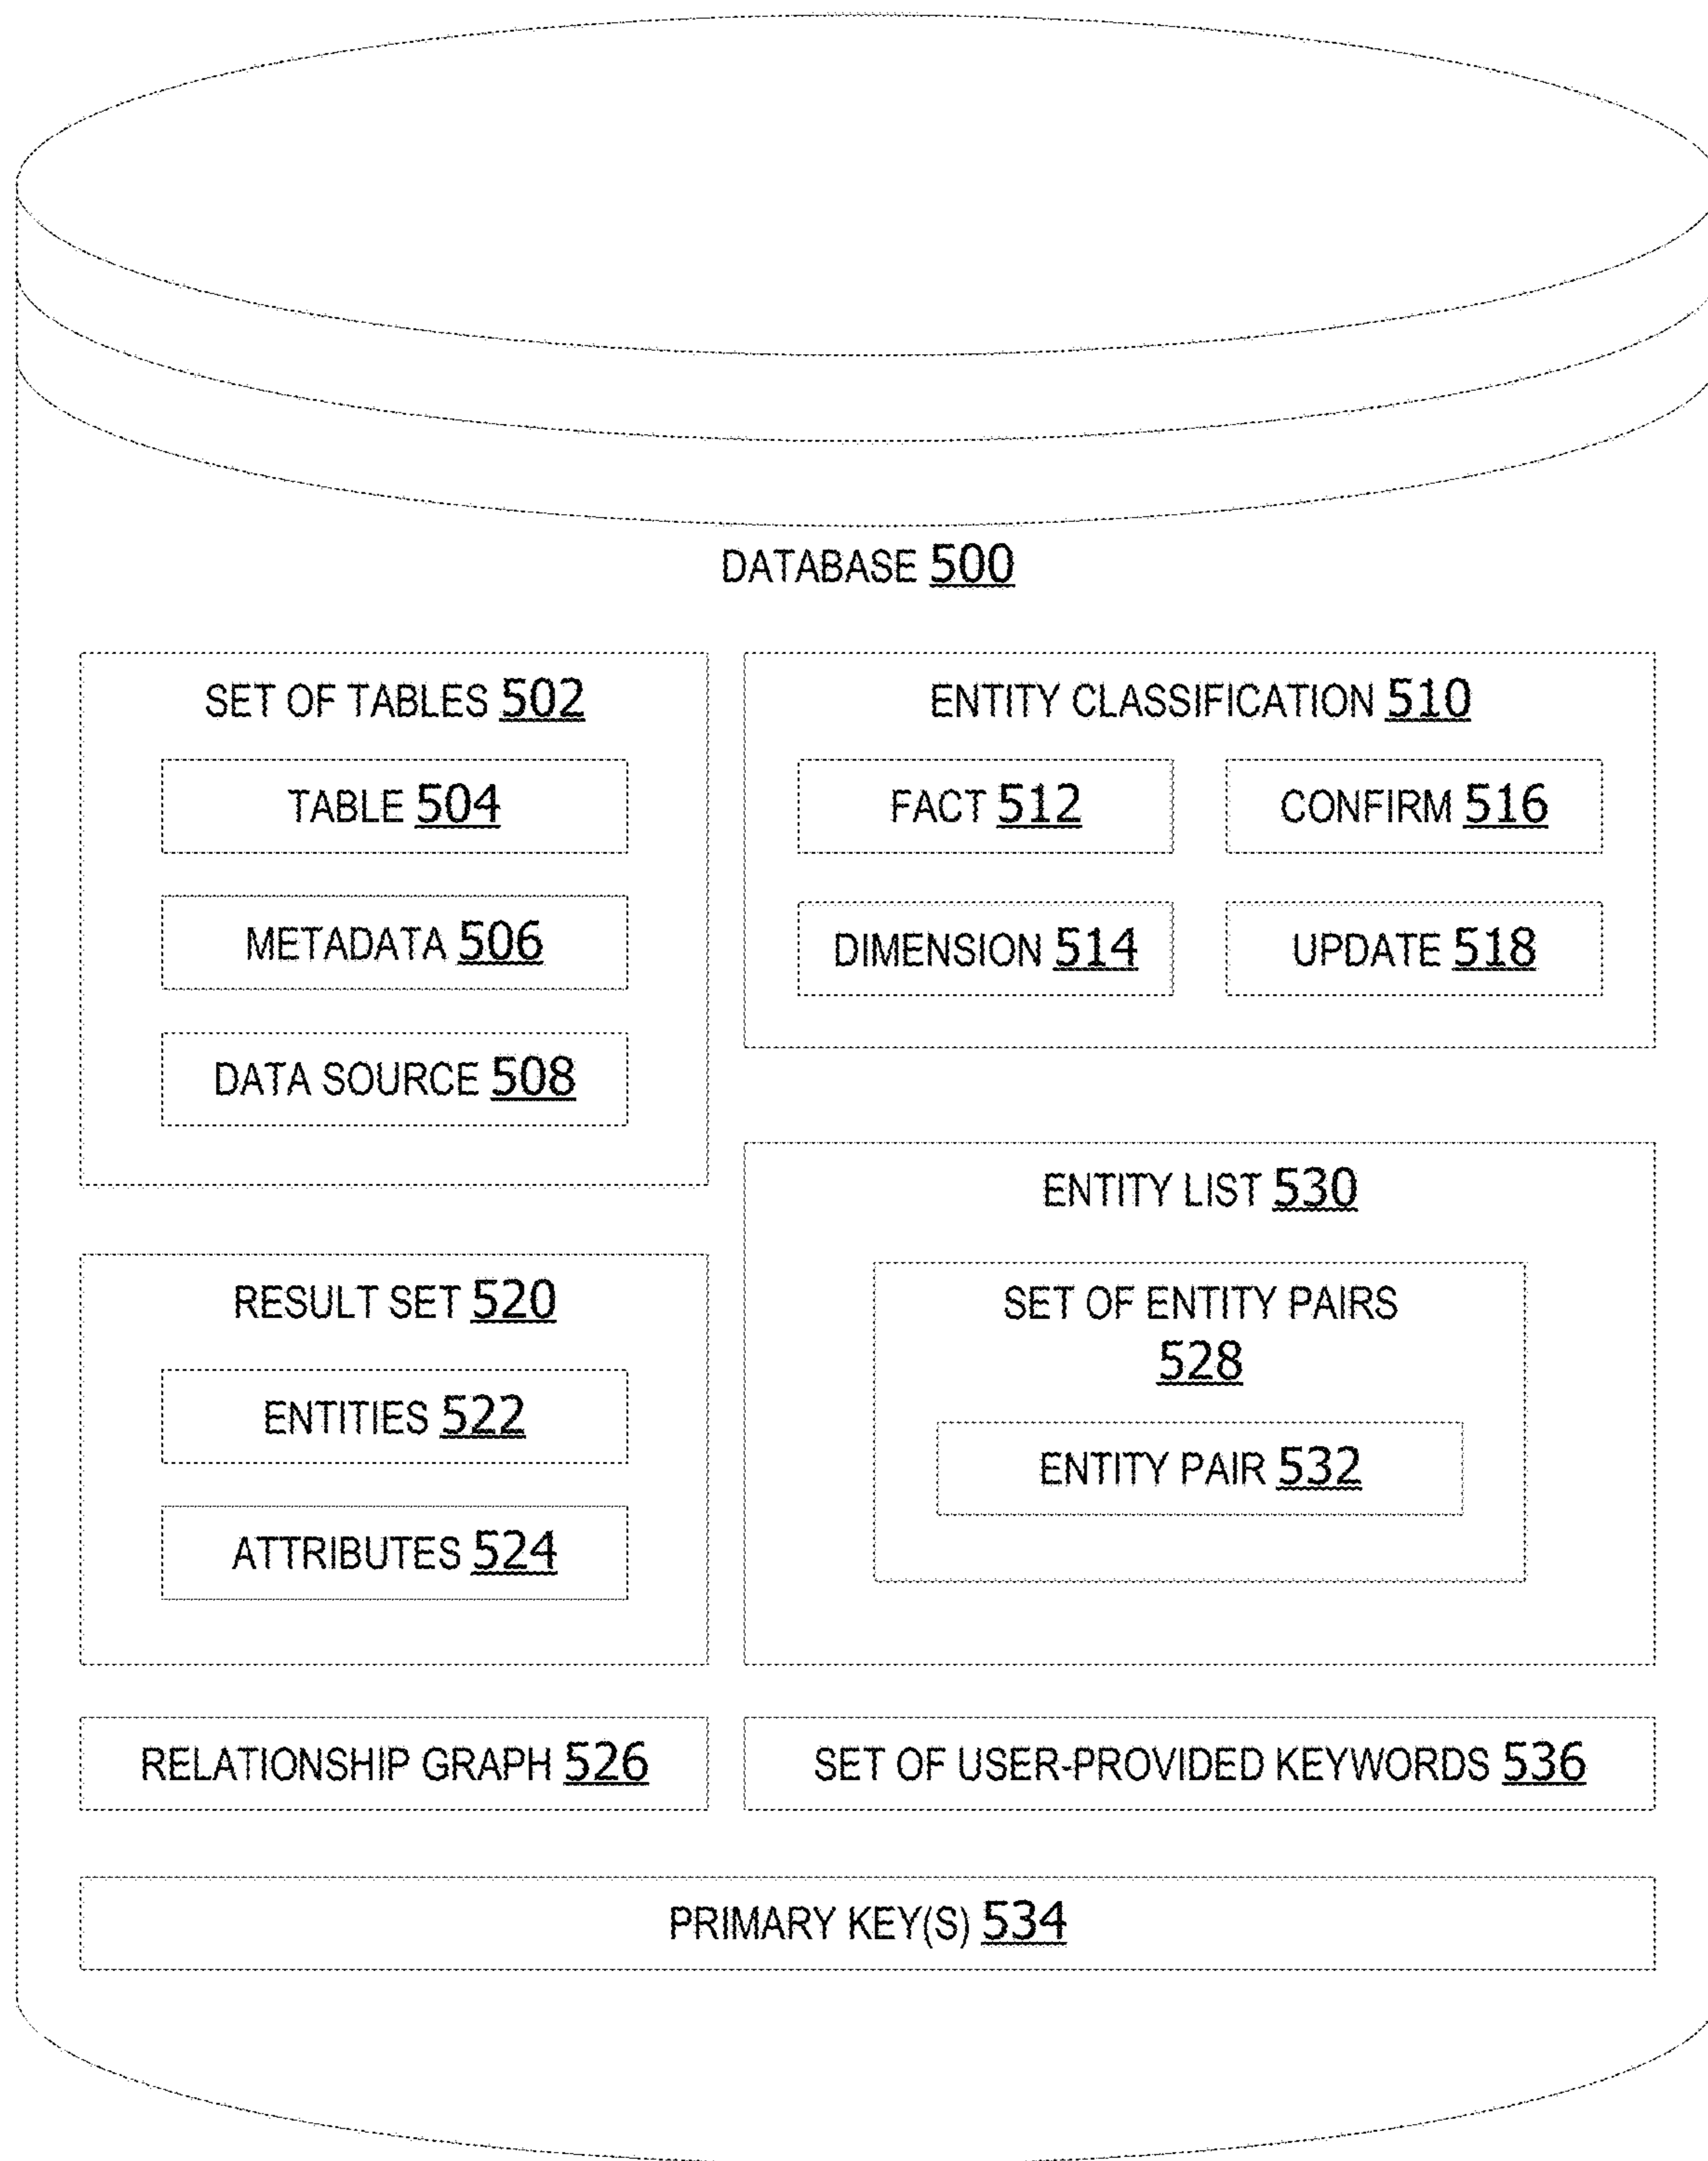 DATABASE 500
SET OF TABLES 502
TABLE 504
METADATA 506
DATA SOURCE 508
ENTITY CLASSIFICATION 510
FACT 512
CONFIRM 516
DIMENSION 514
UPDATE 518
RESULT SET 520
ENTITIES 522
ATTRIBUTES 524
ENTITY LIST 530
SET OF ENTITY PAIRS
528
ENTITY PAIR 532
RELATIONSHIP GRAPH 526
SET OF USER-PROVIDED KEYWORDS 536
PRIMARY KEY(S) 534